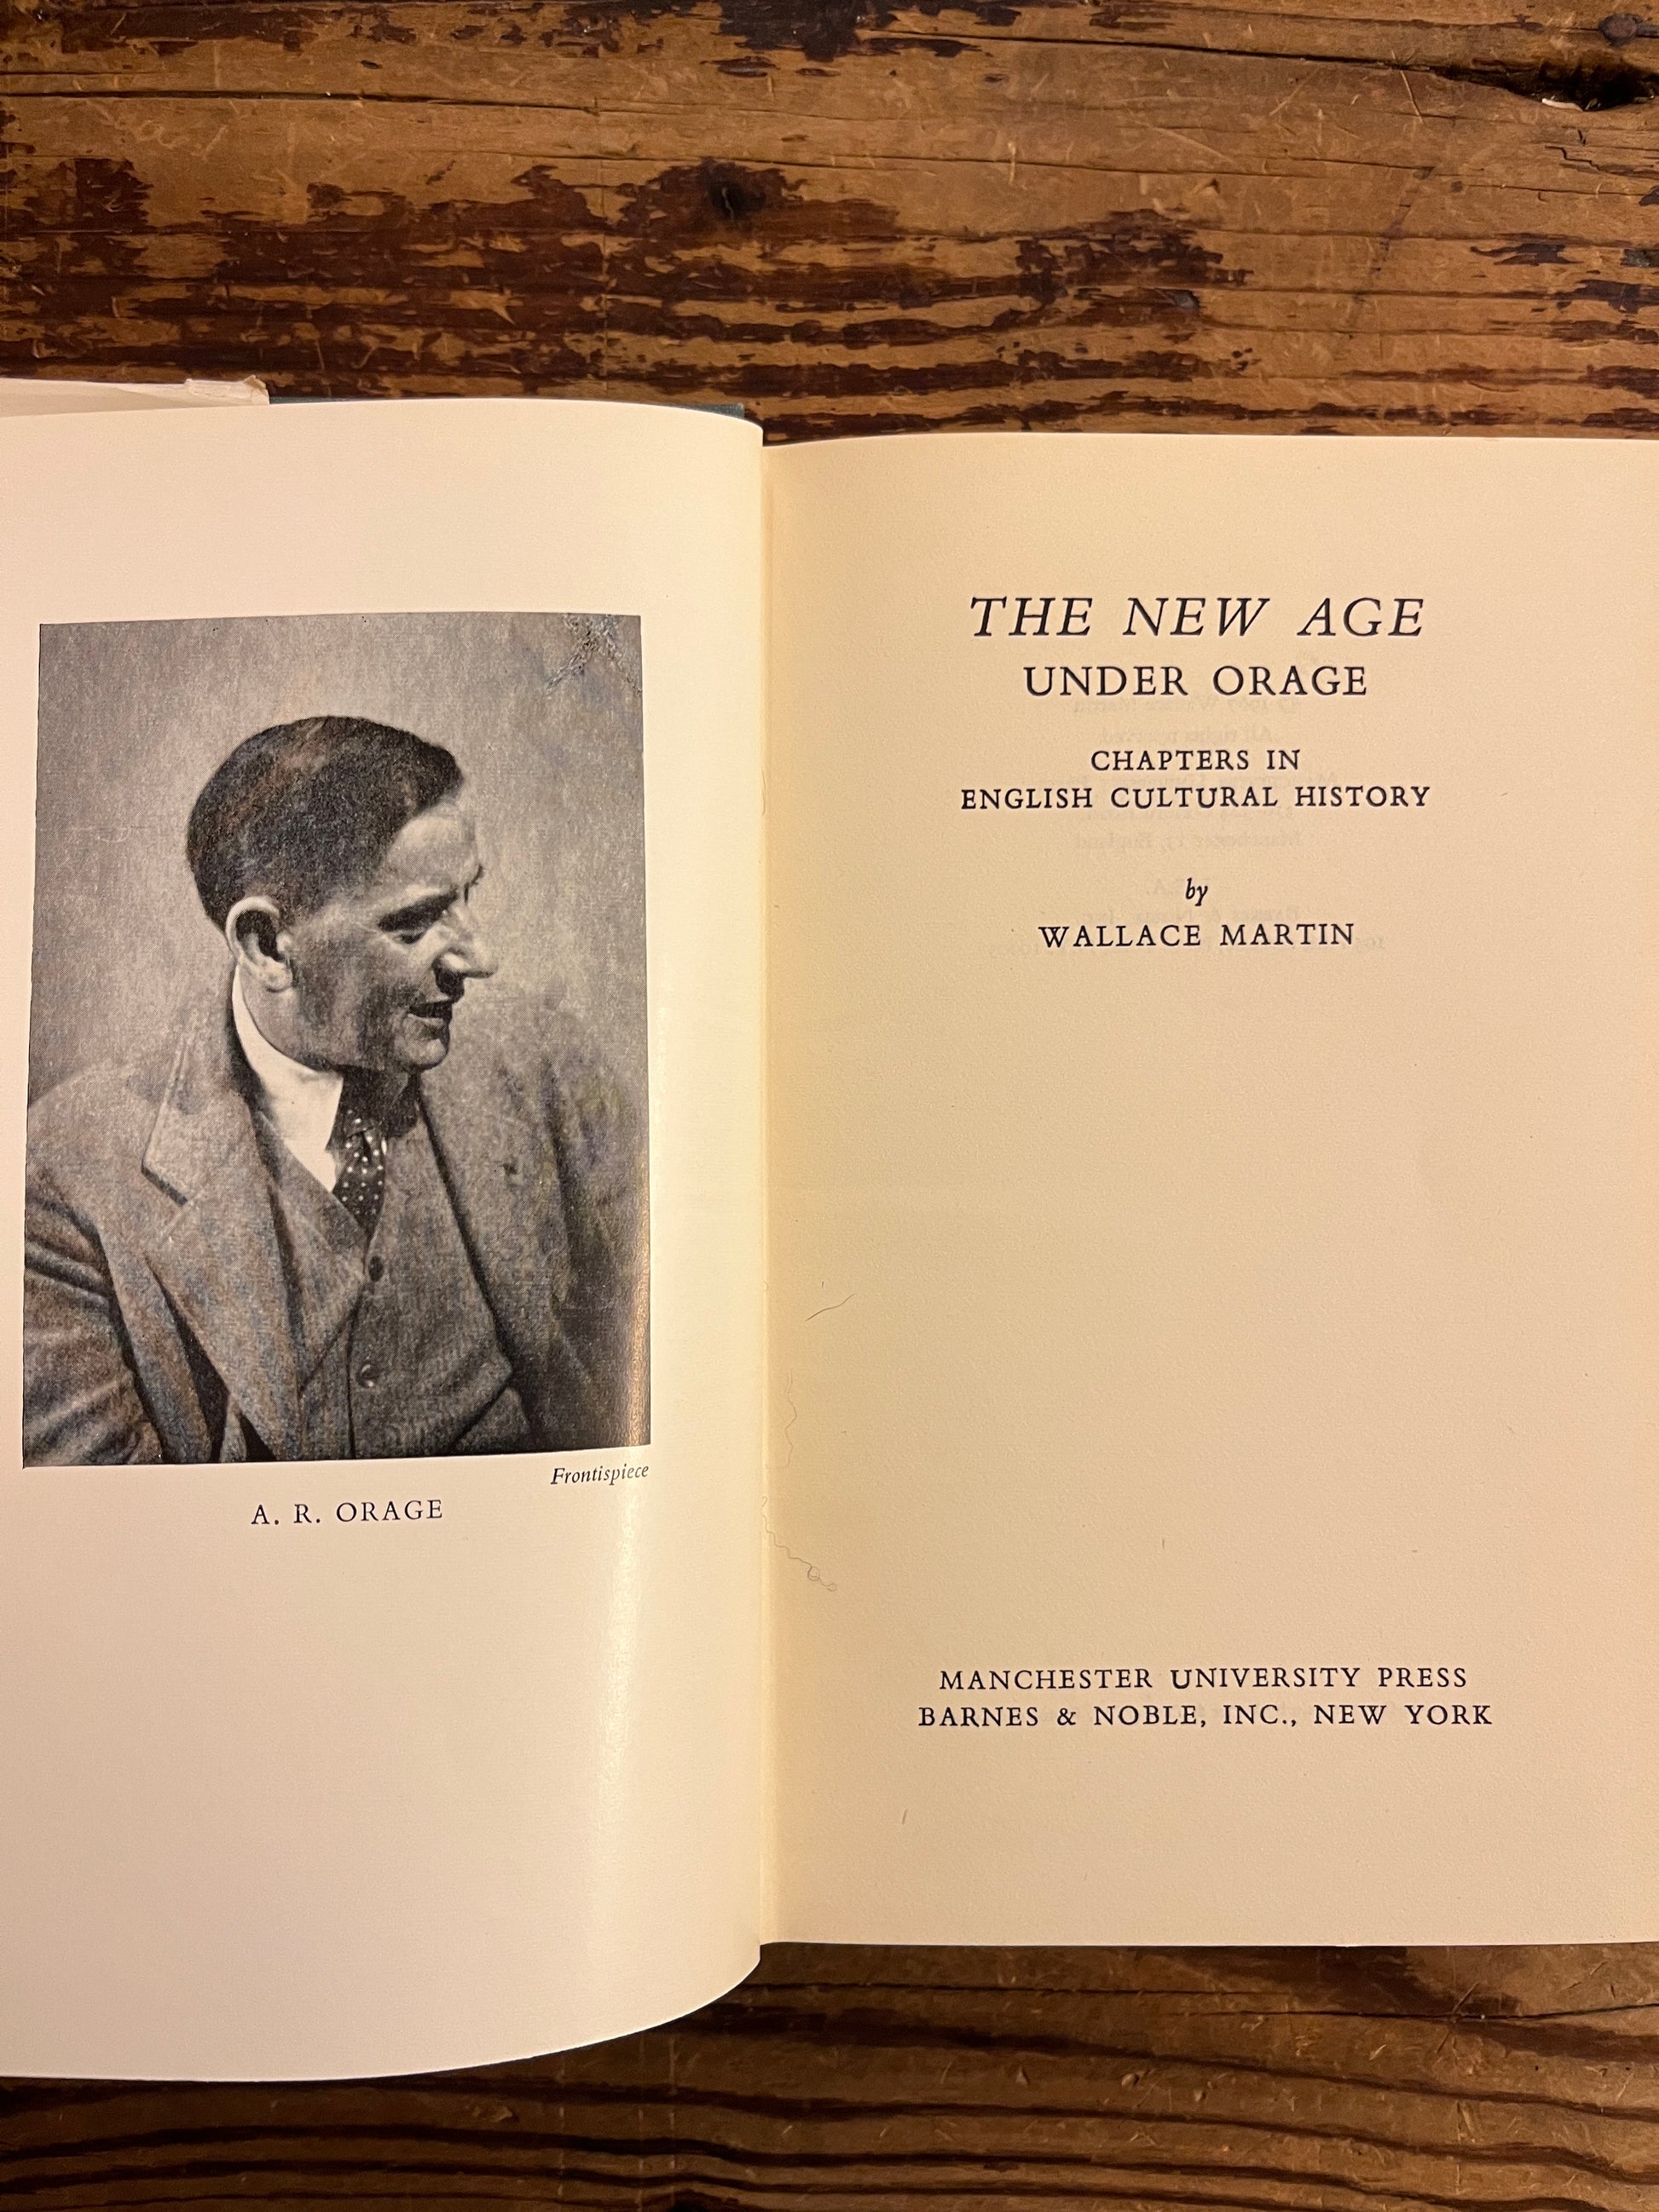 Frontispiece
A. R. ORAGE
THE NEW AGE
UNDER ORAGE
CHAPTERS IN
ENGLISH CULTURAL HISTORY
by
WALLACE MARTIN
MANCHESTER UNIVERSITY PRESS
BARNES & NOBLE, INC., NEW YORK